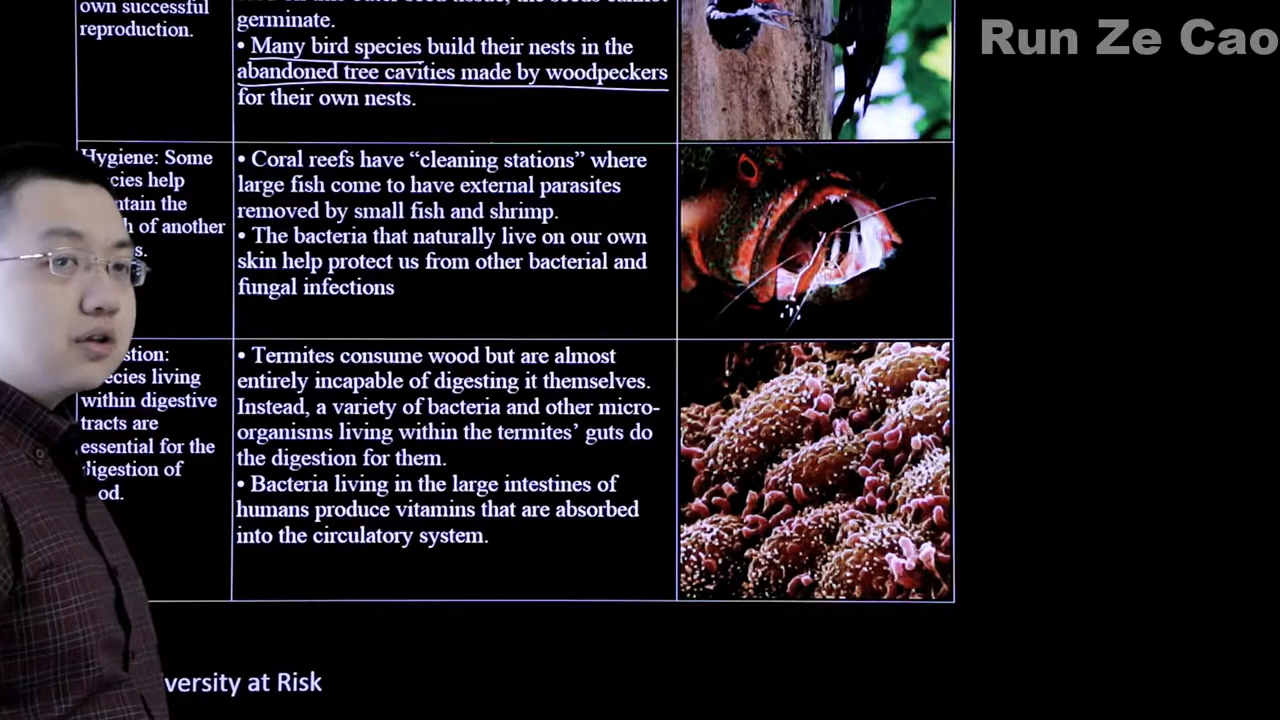 own successful
reproduction.
germinate.
• Many bird species build their nests in the
abandoned tree cavities made by woodpeckers
for their own nests.
Run Ze Cao
Hygiene: Some
help
the
of another
• Coral reefs have “cleaning stations” where
large fish come to have external parasites
removed by small fish and shrimp.
• The bacteria that naturally live on our own
skin help protect us from other bacterial and
fungal infections
living
within digestive
tracts are
essential for the
digestion of
• Termites consume wood but are almost
entirely incapable of digesting it themselves.
Instead, a variety of bacteria and other micro-
organisms living within the termites’ guts do
the digestion for them.
• Bacteria living in the large intestines of
humans produce vitamins that are absorbed
into the circulatory system.
at Risk